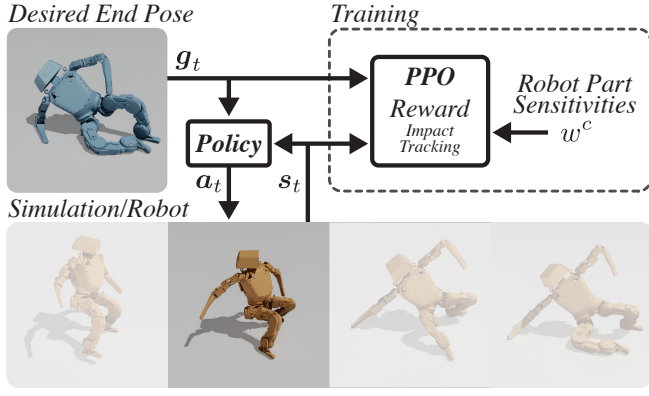 Desired End Pose
Training
g_t
PPO
Reward
Impact
Tracking
Robot Part
Sensitivities
w^c
Policy
a_t
s_t
Simulation/Robot